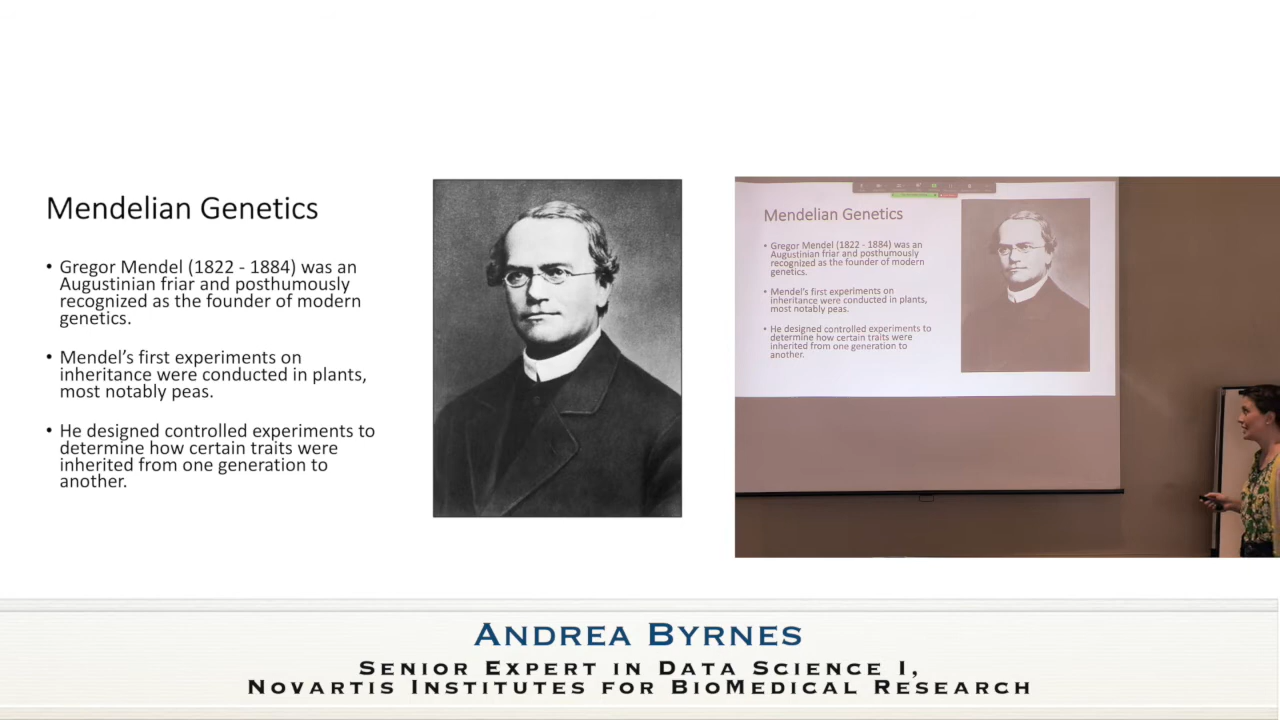 Mendelian Genetics
• Gregor Mendel (1822 - 1884) was an
Augustinian friar and posthumously
recognized as the founder of modern
genetics.
• Mendel's first experiments on
inheritance were conducted in plants,
most notably peas.
• He designed controlled experiments to
determine how certain traits were
inherited from one generation to
another.
Mendelian Genetics
• Gregor Mendel (1822 - 1884) was an
Augustinian friar and posthumously
recognized as the founder of modern
genetics.
• Mendel's first experiments on
inheritance were conducted in plants,
most notably peas.
• He designed controlled experiments to
determine how certain traits were
inherited from one generation to
another.
Andrea Byrnes
Senior Expert in Data Science I,
Novartis Institutes for BioMedical Research